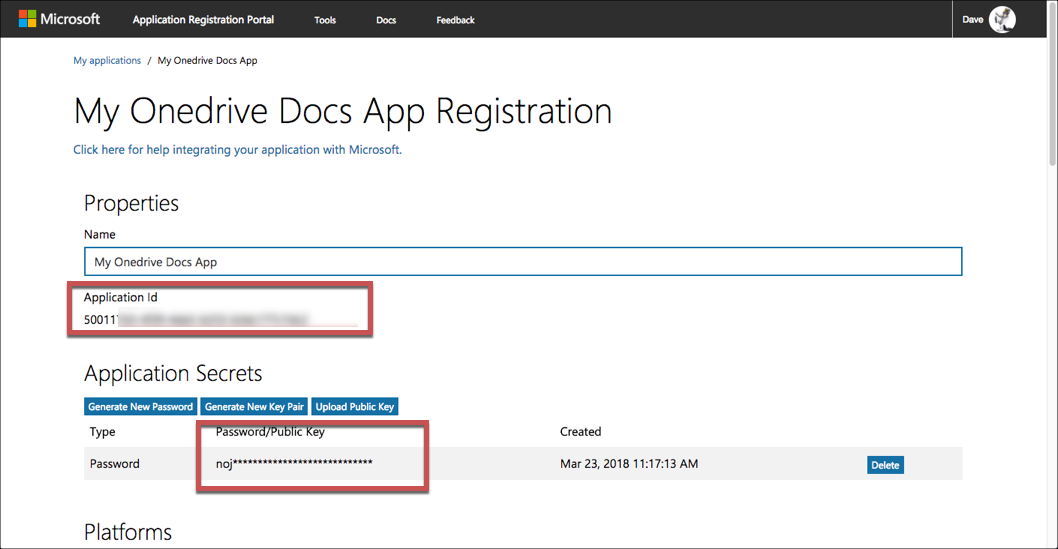 Microsoft Application Registration Portal Tools Docs Feedback Dave
My applications / My Onedrive Docs App
My Onedrive Docs App Registration
Click here for help integrating your application with Microsoft.
Properties
Name
My Onedrive Docs App
Application Id
50011
Application Secrets
Generate New Password Generate New Key Pair Upload Public Key
Type Password/Public Key Created
Password noj**************************** Mar 23, 2018 11:17:13 AM Delete
Platforms